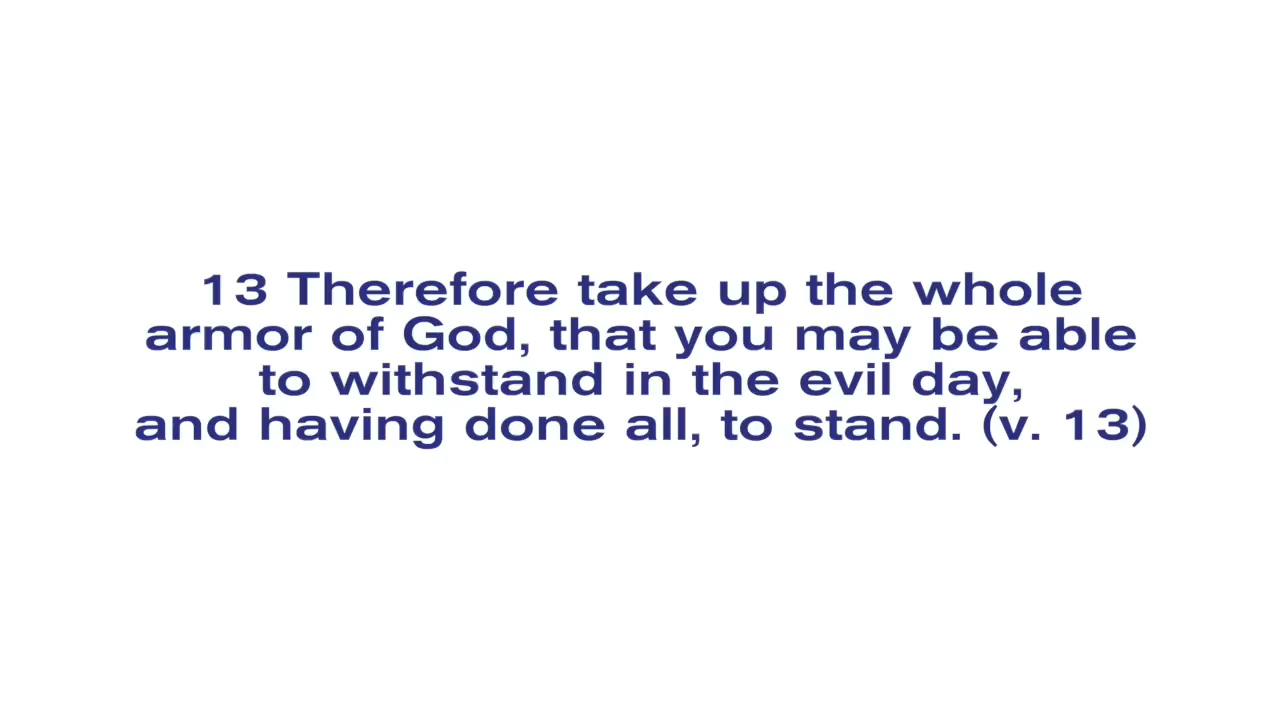 13 Therefore take up the whole
armor of God, that you may be able
to withstand in the evil day,
and having done all, to stand. (v. 13)